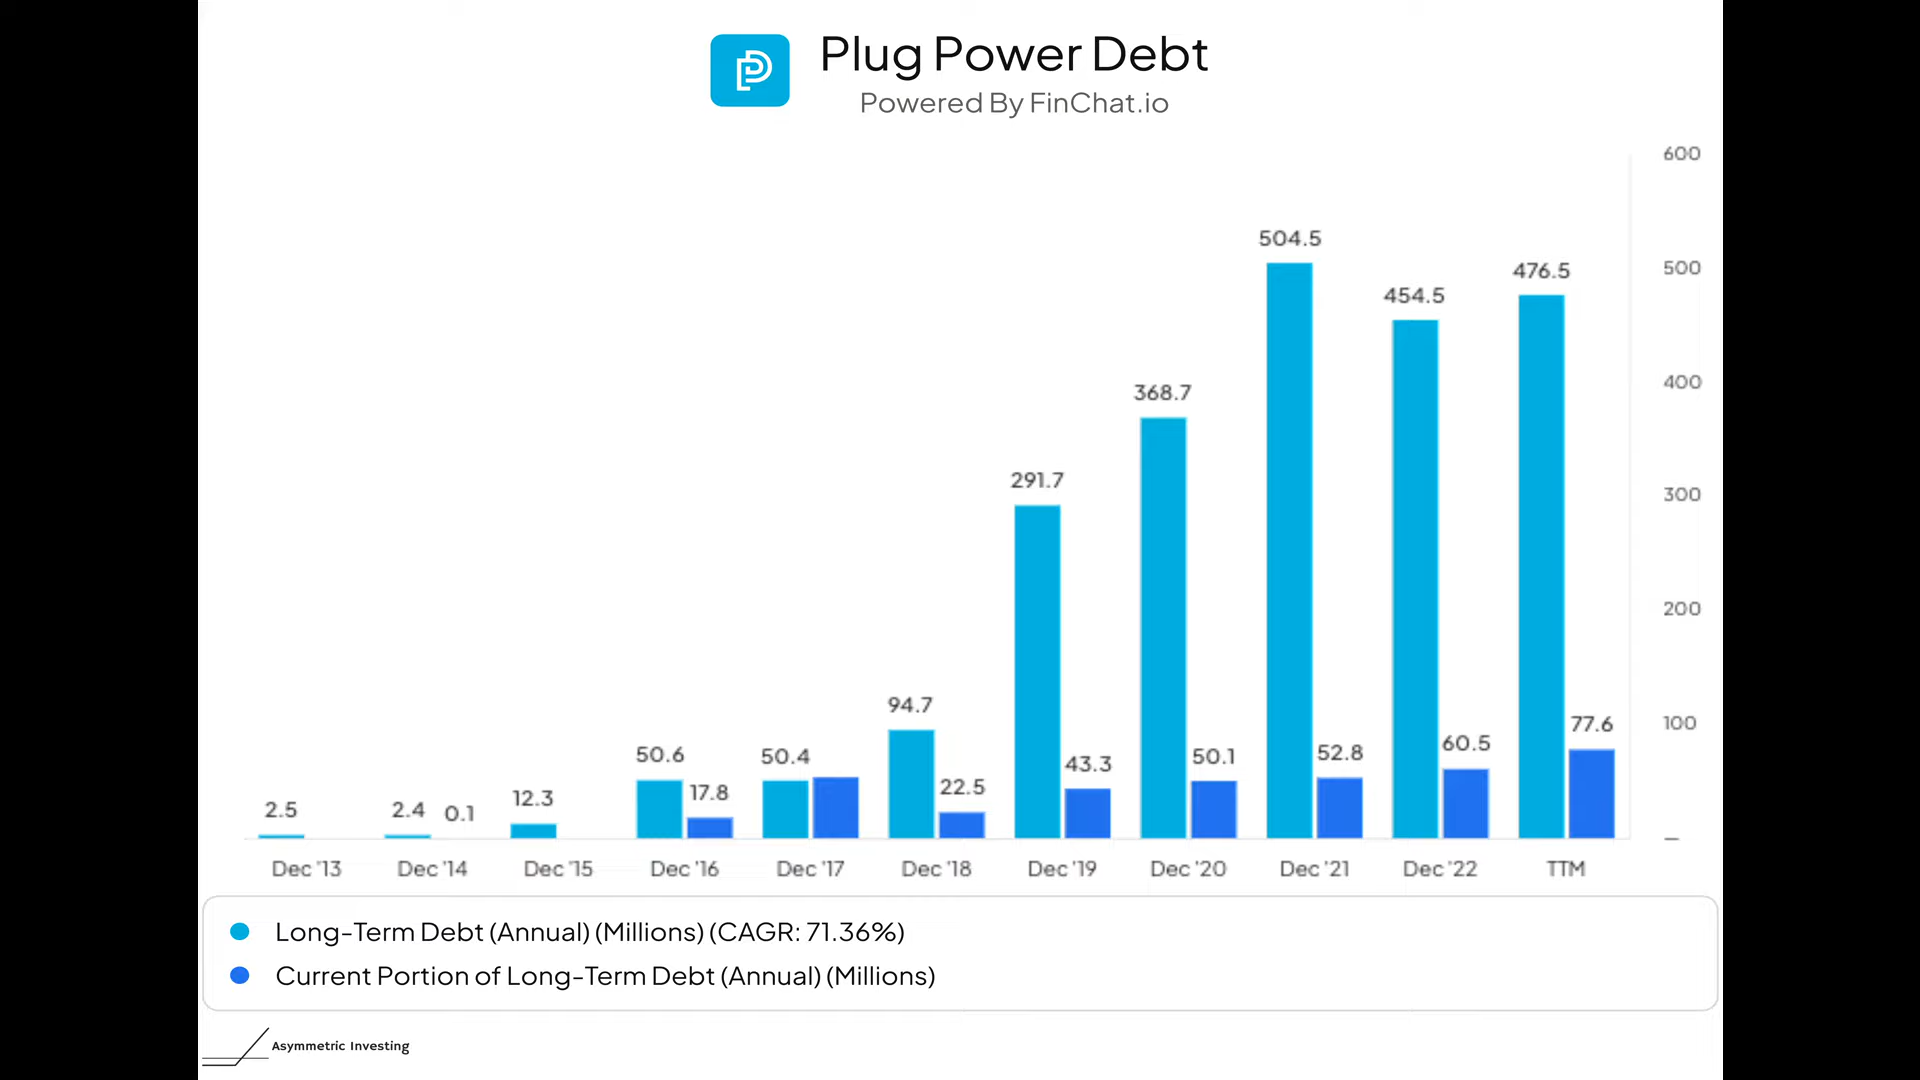 Plug Power Debt
Powered By FinChat.io
600
500
400
300
200
100
–
2.5
2.4
0.1
12.3
50.6
17.8
50.4
94.7
22.5
291.7
43.3
368.7
50.1
504.5
52.8
454.5
60.5
476.5
77.6
Dec '13
Dec '14
Dec '15
Dec '16
Dec '17
Dec '18
Dec '19
Dec '20
Dec '21
Dec '22
TTM
Long-Term Debt (Annual) (Millions) (CAGR: 71.36%)
Current Portion of Long-Term Debt (Annual) (Millions)
Asymmetric Investing